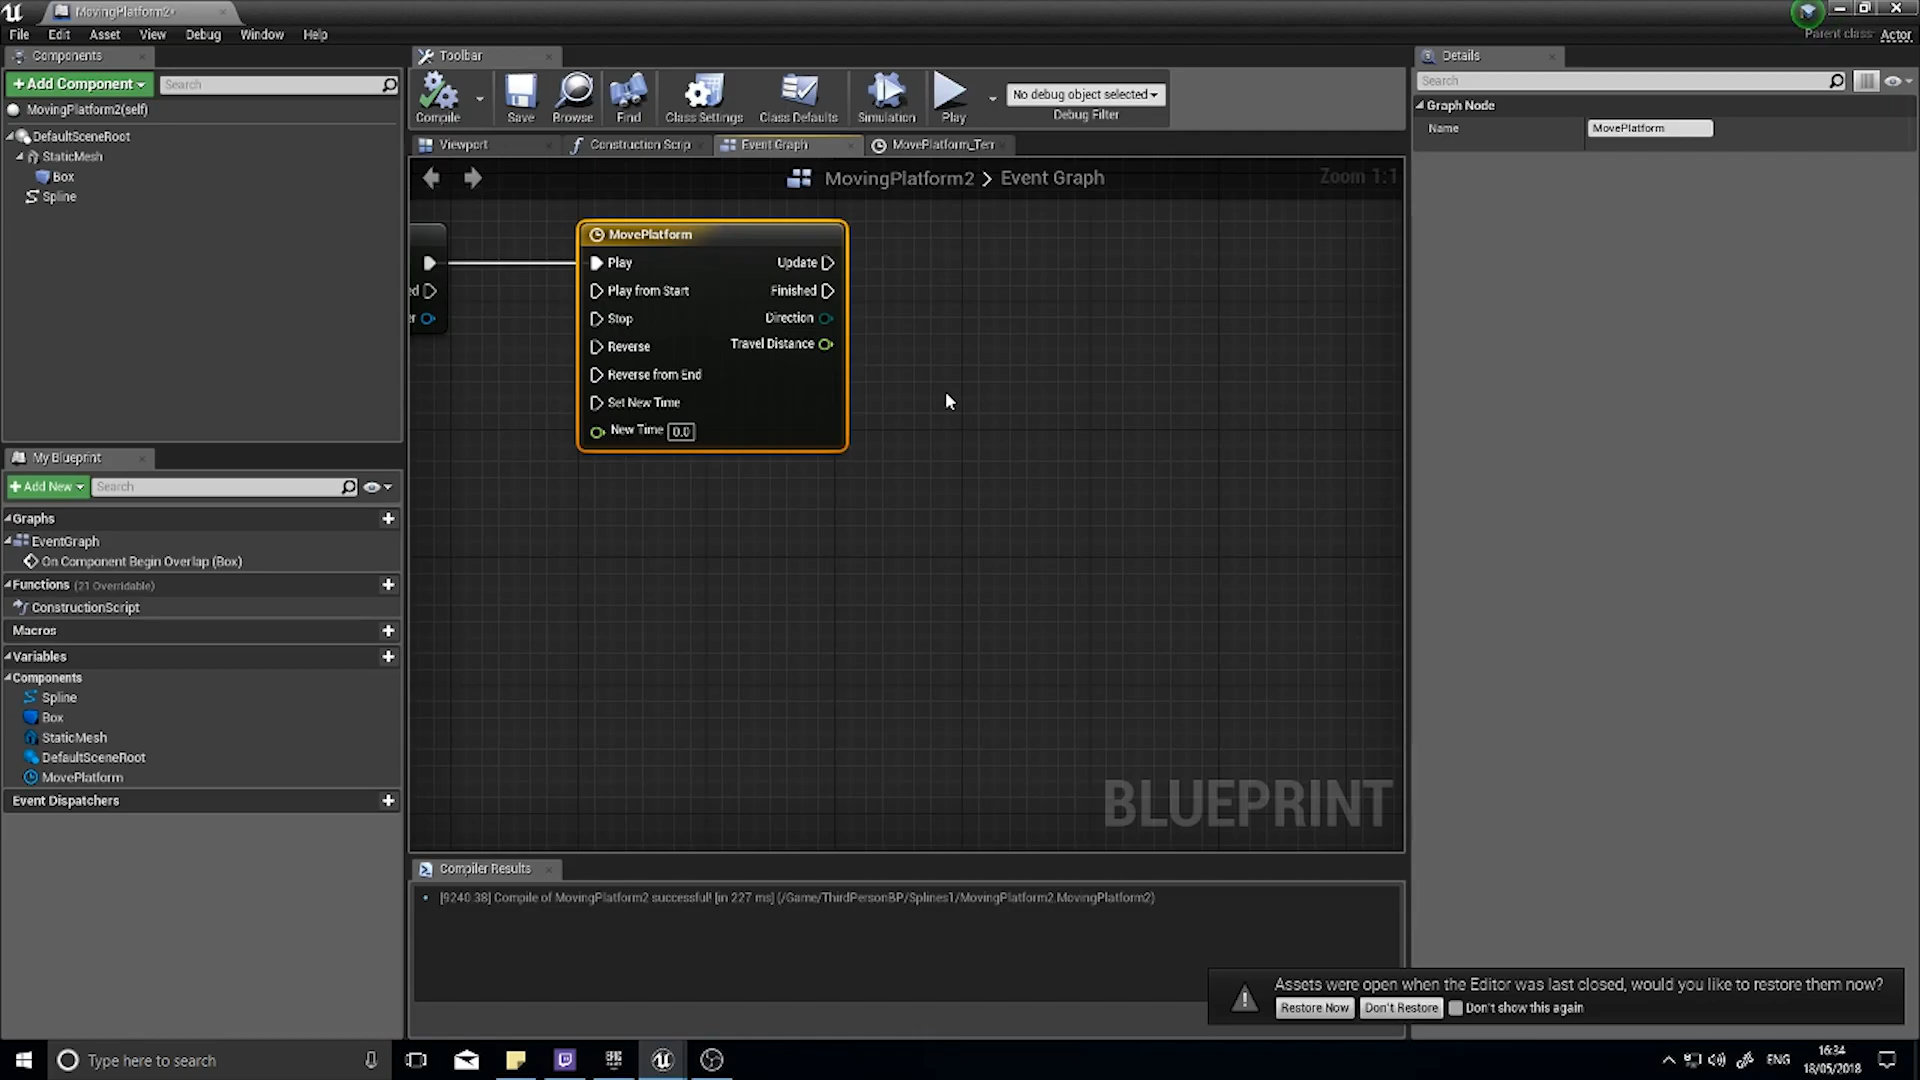 MovingPlatform2*
File Edit Asset View Debug Window Help
Parent class: Actor
Components
+ Add Component
Search
MovingPlatform2(self)
DefaultSceneRoot
StaticMesh
Box
Spline
Toolbar
Compile
Save
Browse
Find
Class Settings
Class Defaults
Simulation
Play
No debug object selected
Debug Filter
Viewport
Construction Scrip
Event Graph
MovePlatform_Tem
MovingPlatform2 > Event Graph
Zoom 1:1
MovePlatform
Play
Update
ed
Play from Start
Finished
r
Stop
Direction
Reverse
Travel Distance
Reverse from End
Set New Time
New Time 0.0
BLUEPRINT
My Blueprint
+ Add New
Search
Graphs
EventGraph
On Component Begin Overlap (Box)
Functions (21 Overridable)
ConstructionScript
Macros
Variables
Components
Spline
Box
StaticMesh
DefaultSceneRoot
MovePlatform
Event Dispatchers
Compiler Results
[9240.38] Compile of MovingPlatform2 successful! [in 227 ms] (/Game/ThirdPersonBP/Splines1/MovingPlatform2.MovingPlatform2)
Details
Search
Graph Node
Name MovePlatform
Assets were open when the Editor was last closed, would you like to restore them now?
Restore Now Don't Restore Don't show this again
Type here to search
ENG
16:34
18/05/2018